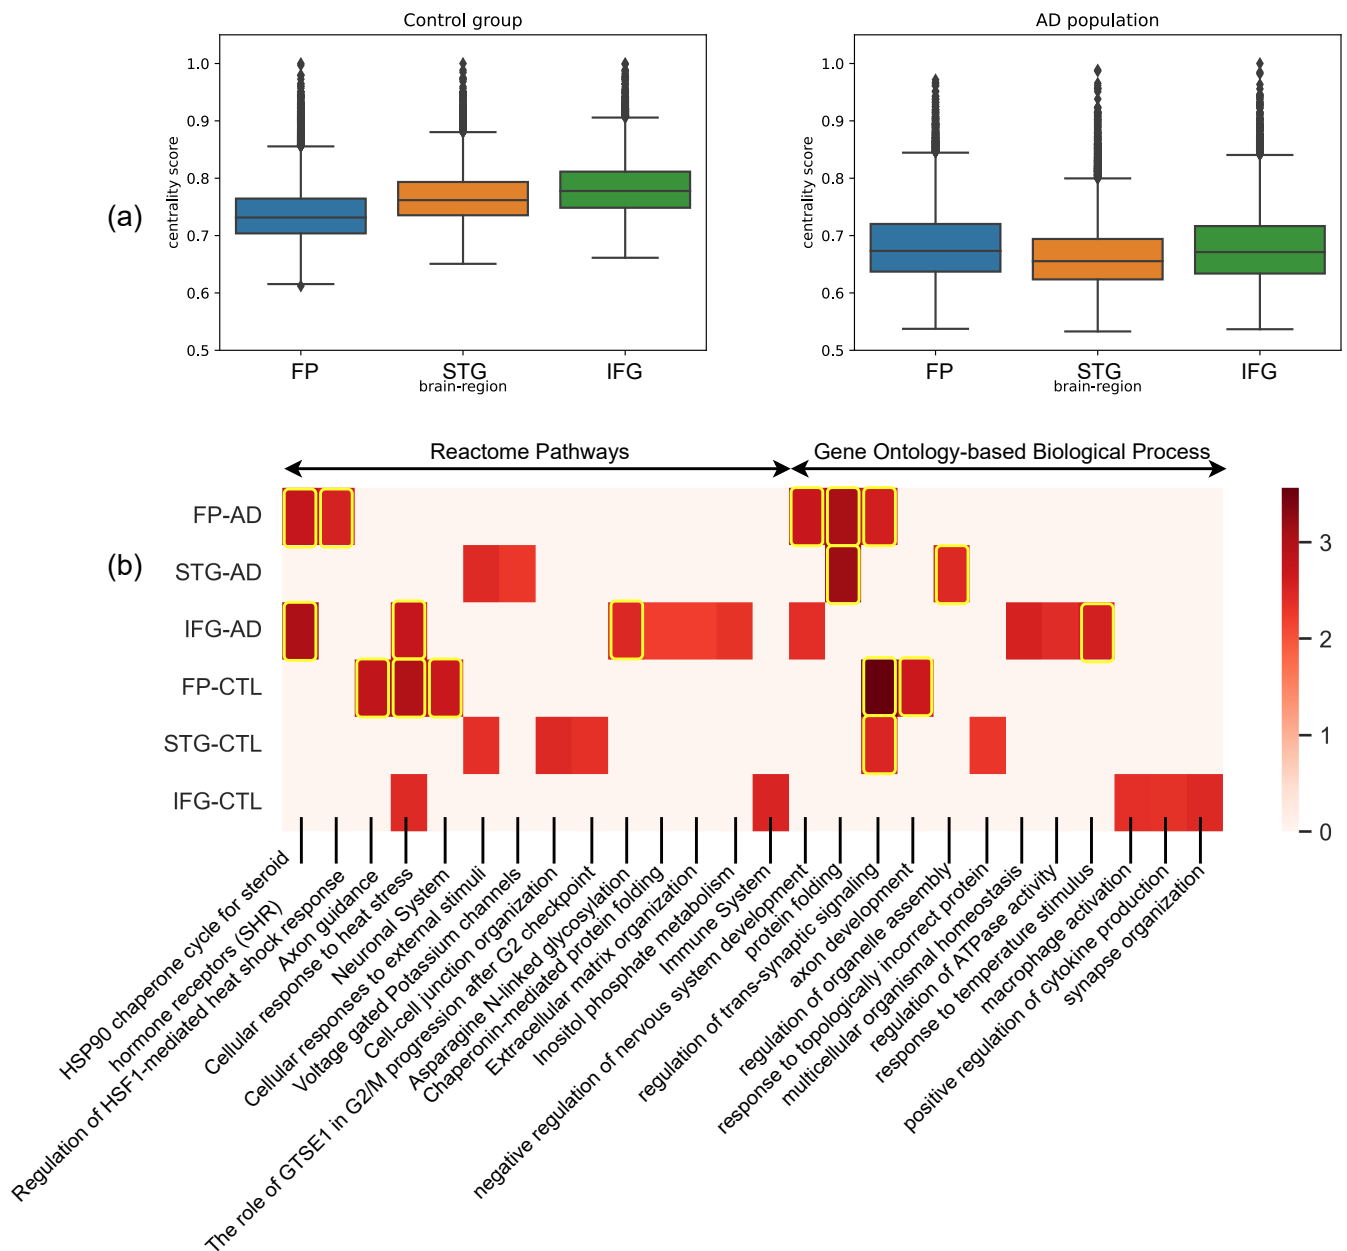 Control group
AD population
(a)
centrality score
1.0
0.9
0.8
0.7
0.6
0.5
FP
STG
IFG
brain-region
centrality score
1.0
0.9
0.8
0.7
0.6
0.5
FP
STG
IFG
brain-region
Reactome Pathways
Gene Ontology-based Biological Process
(b)
FP-AD
STG-AD
IFG-AD
FP-CTL
STG-CTL
IFG-CTL
3
2
1
0
HSP90 chaperone cycle for steroid
hormone receptors (SHR)
Regulation of HSF1-mediated heat shock response
Axon guidance
Cellular response to heat stress
Neuronal System
Cellular responses to external stimuli
Voltage gated Potassium channels
Cell-cell junction organization
The role of GTSE1 in G2/M progression after G2 checkpoint
Asparagine N-linked glycosylation
Chaperonin-mediated protein folding
Extracellular matrix organization
Inositol phosphate metabolism
Immune System
negative regulation of nervous system development
protein folding
regulation of trans-synaptic signaling
axon development
regulation of organelle assembly
response to topologically incorrect protein
multicellular organismal homeostasis
regulation of ATPase activity
response to temperature stimulus
macrophage activation
positive regulation of cytokine production
synapse organization